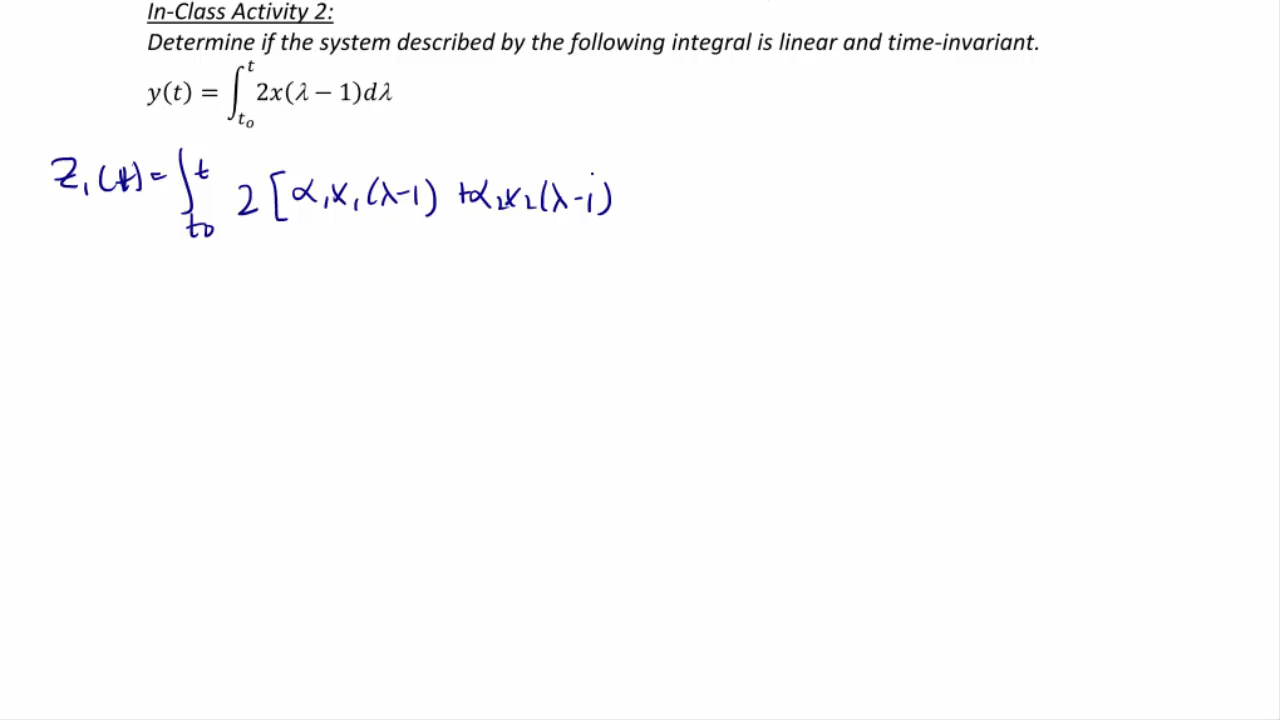 In-Class Activity 2:
Determine if the system described by the following integral is linear and time-invariant.
y(t) = ∫_{t₀}^{t} 2x(λ − 1)dλ
Z₁(t) = ∫_{t₀}^{t} 2 [α₁x₁(λ-1) + α₂x₂(λ-1)